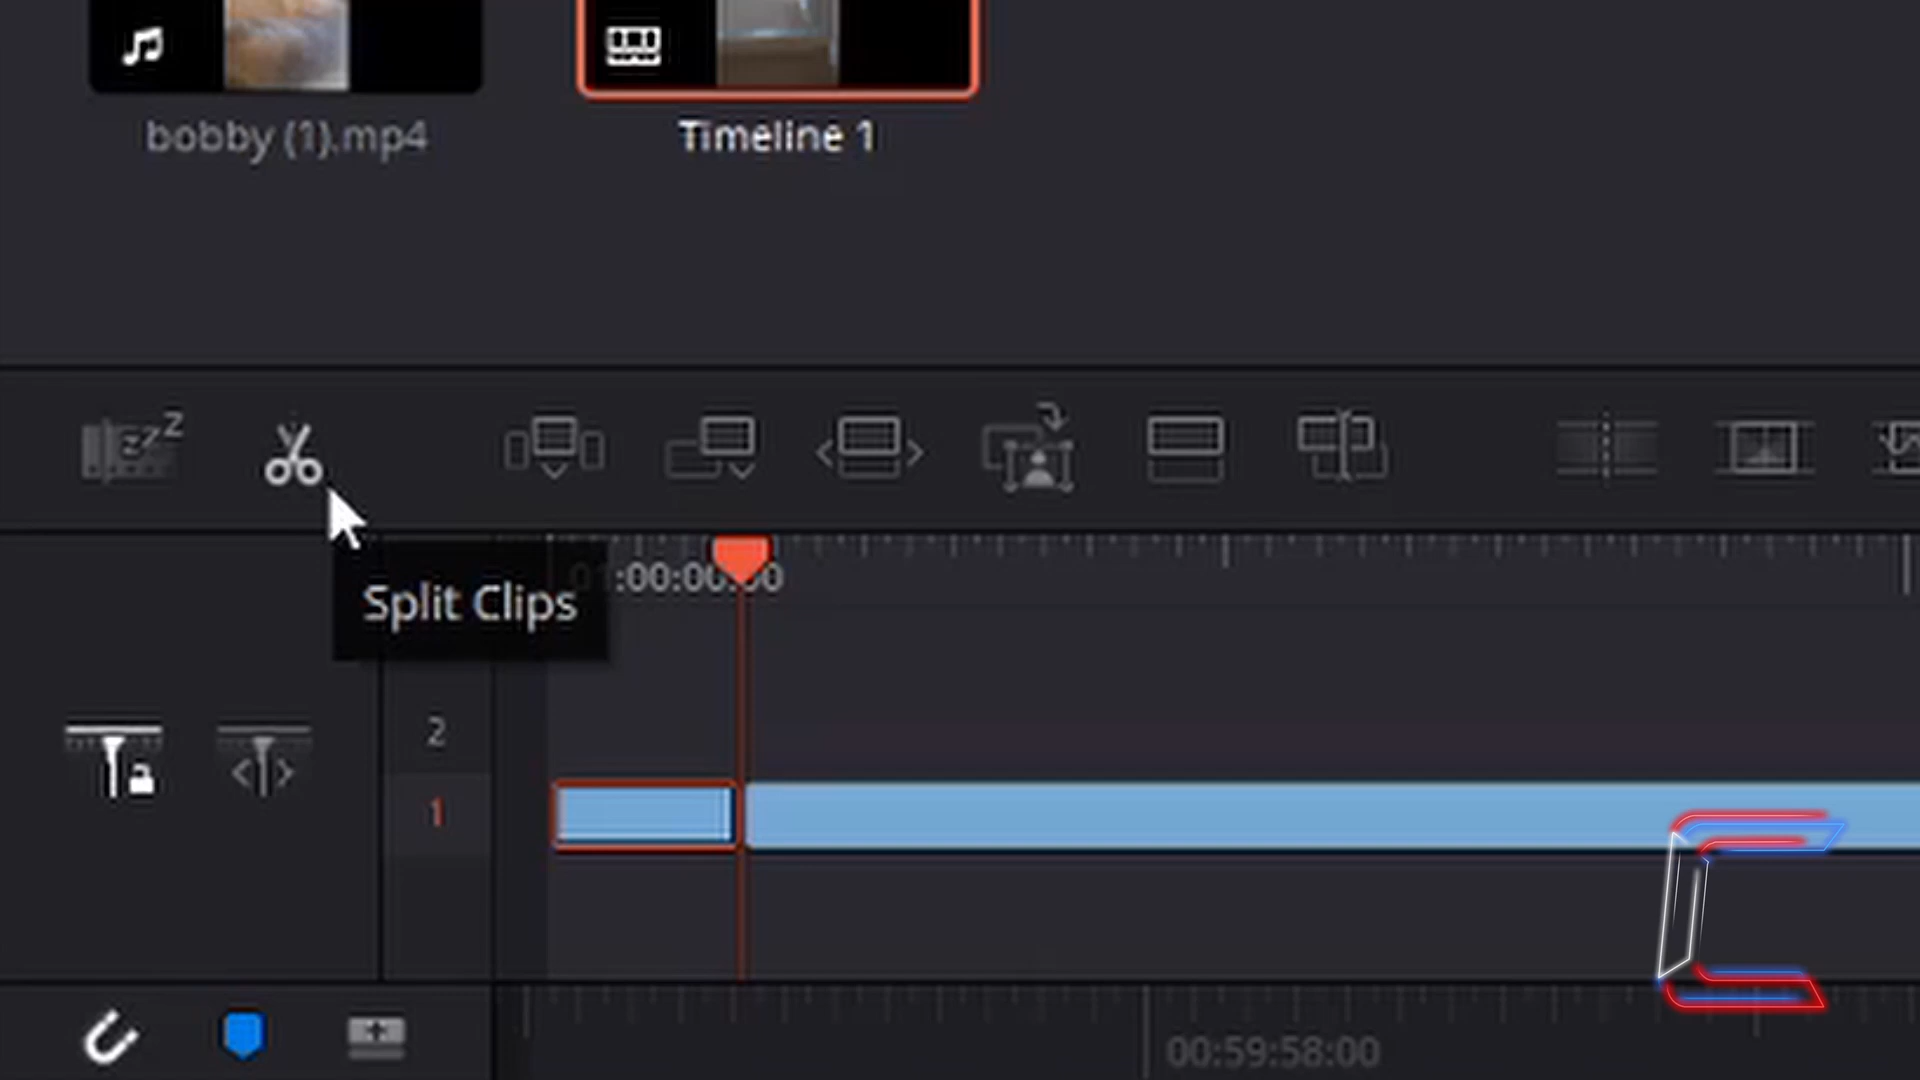 bobby (1).mp4
Timeline 1
Split Clips
2
1
00:59:58:00